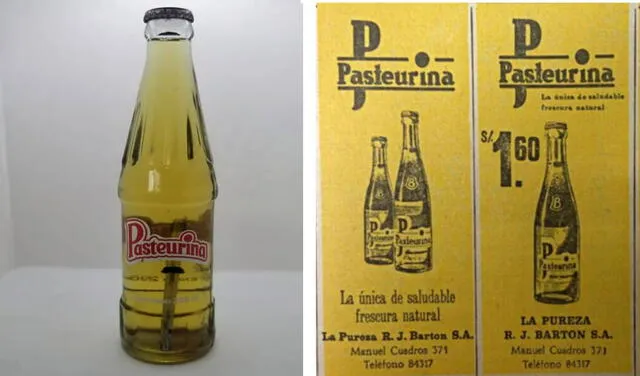 Pasteurina
P
Pasteurina
Pasteurina
Pasteurina
La única de saludable
frescura natural
La Pureza R. J. Barton S.A.
Manuel Cuadros 371
Teléfono 84317
P
Pasteurina
La única de saludable
frescura natural
S/. 1.60
B
P
Pasteurina
LA PUREZA
R. J. BARTON S.A.
Manuel Cuadros 371
Teléfono 84317